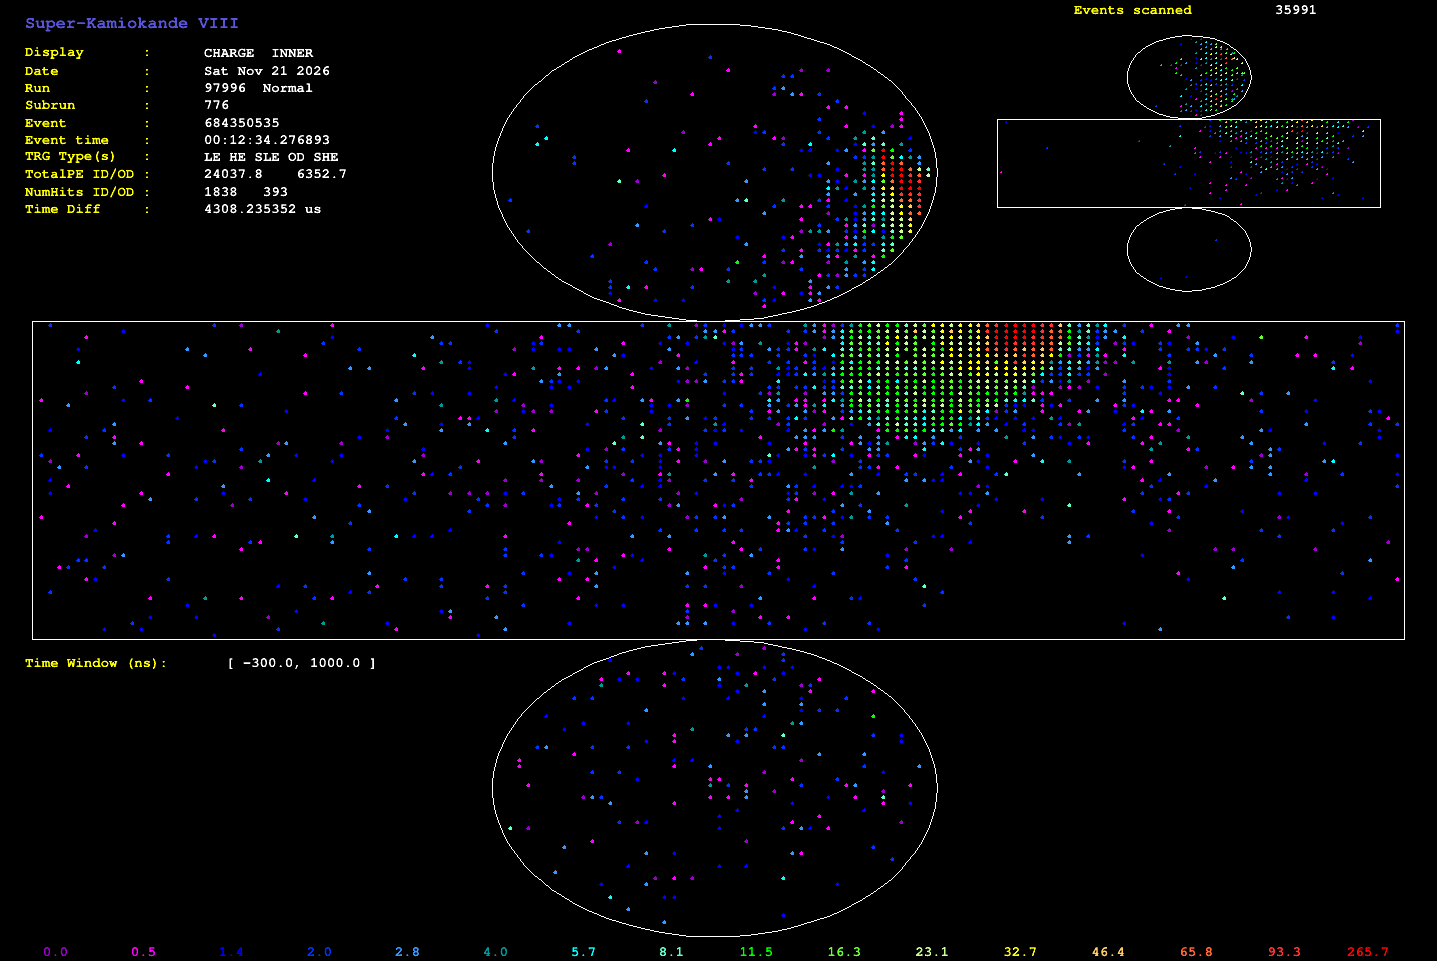 Super-Kamiokande VIII
Events scanned 35991
Display : CHARGE INNER
Date : Sat Nov 21 2026
Run : 97996 Normal
Subrun : 776
Event : 684350535
Event time : 00:12:34.276893
TRG Type(s) : LE HE SLE OD SHE
TotalPE ID/OD : 24037.8 6352.7
NumHits ID/OD : 1838 393
Time Diff : 4308.235352 us
Time Window (ns): [ -300.0, 1000.0 ]
0.0 0.5 1.4 2.0 2.8 4.0 5.7 8.1 11.5 16.3 23.1 32.7 46.4 65.8 93.3 265.7